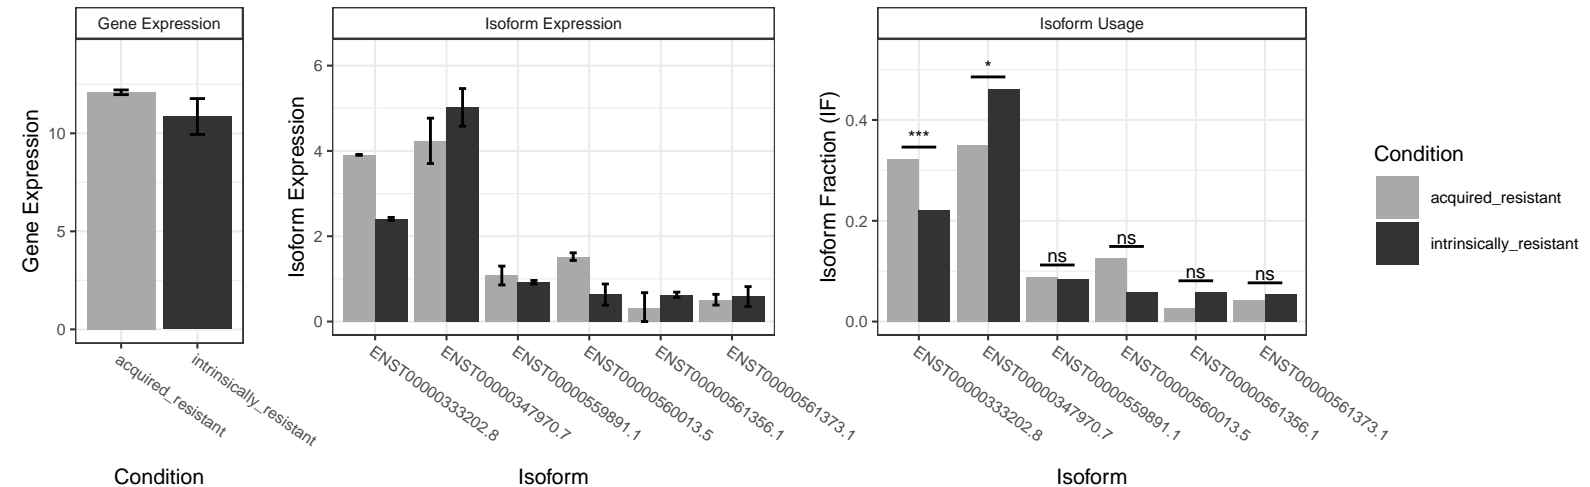 Gene Expression
Isoform Expression
Isoform Usage
Gene Expression
10
5
0
acquired_resistant
intrinsically_resistant
Condition
Isoform Expression
6
4
2
0
ENST00000333202.8
ENST00000347970.7
ENST00000559891.1
ENST00000560013.5
ENST00000561356.1
ENST00000561373.1
Isoform
Isoform Fraction (IF)
0.4
0.2
0.0
***
*
ns
ns
ns
ns
ENST00000333202.8
ENST00000347970.7
ENST00000559891.1
ENST00000560013.5
ENST00000561356.1
ENST00000561373.1
Isoform
Condition
acquired_resistant
intrinsically_resistant